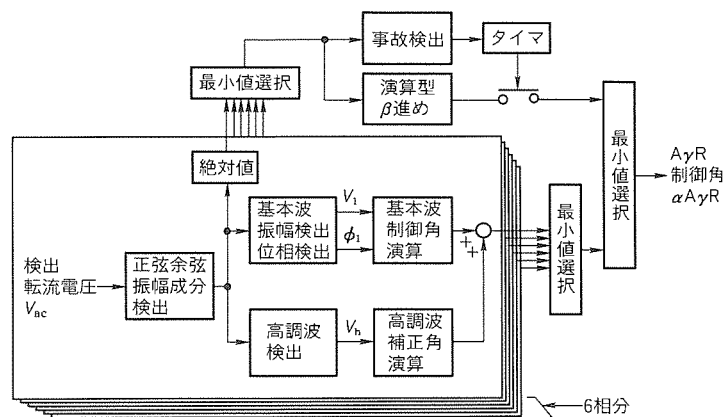 事故検出
タイマ
最小値選択
演算型
β進め
絶対値
基本波
振幅検出
位相検出
V₁
ϕ₁
基本波
制御角
演算
+
+
最小値選択
最小値選択
AγR
制御角
αAγR
検出
転流電圧
Vac
正弦余弦
振幅成分
検出
高調波
検出
Vh
高調波
補正角
演算
6相分